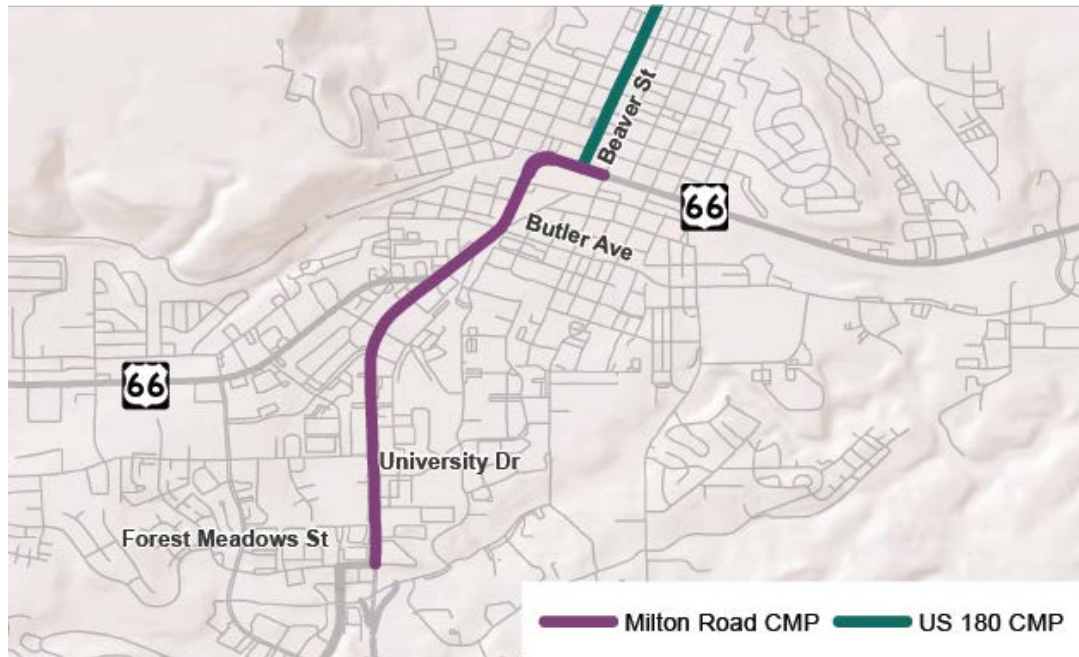 Beaver St
66
Butler Ave
66
University Dr
Forest Meadows St
Milton Road CMP
US 180 CMP